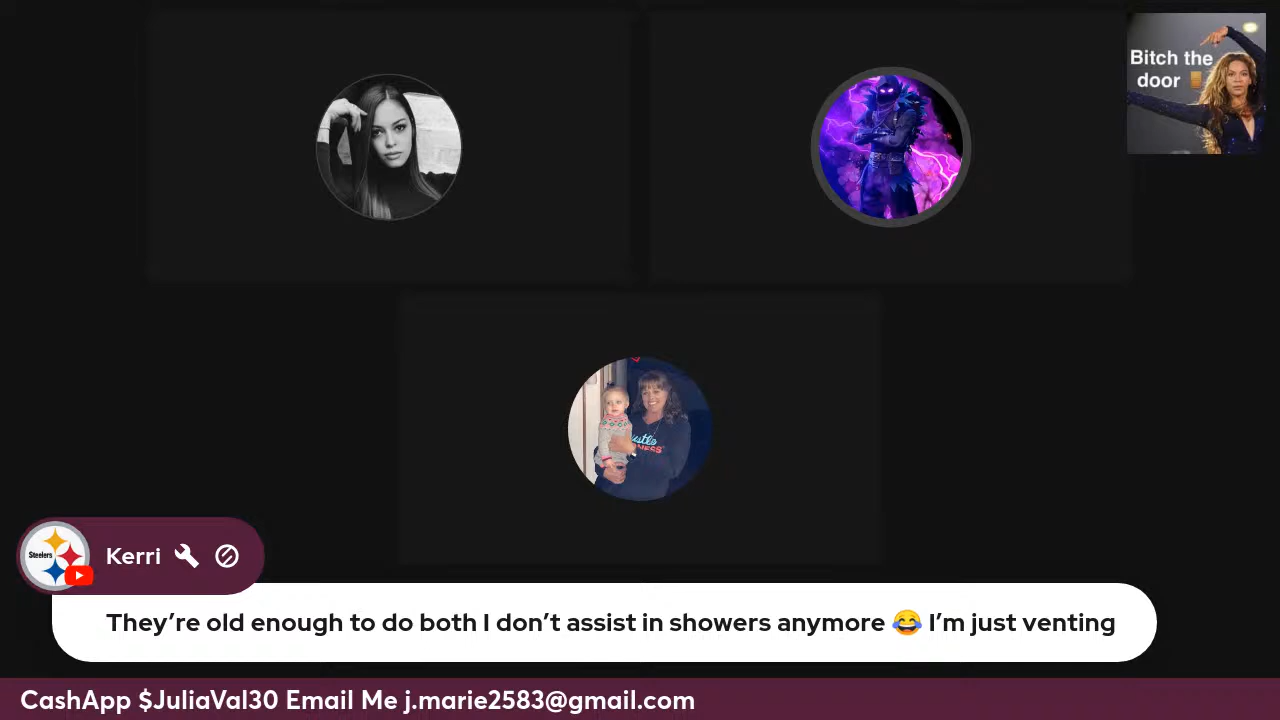 Bitch the
door
Steelers
Kerri
They’re old enough to do both I don’t assist in showers anymore 😂 I’m just venting
CashApp $JuliaVal30 Email Me j.marie2583@gmail.com